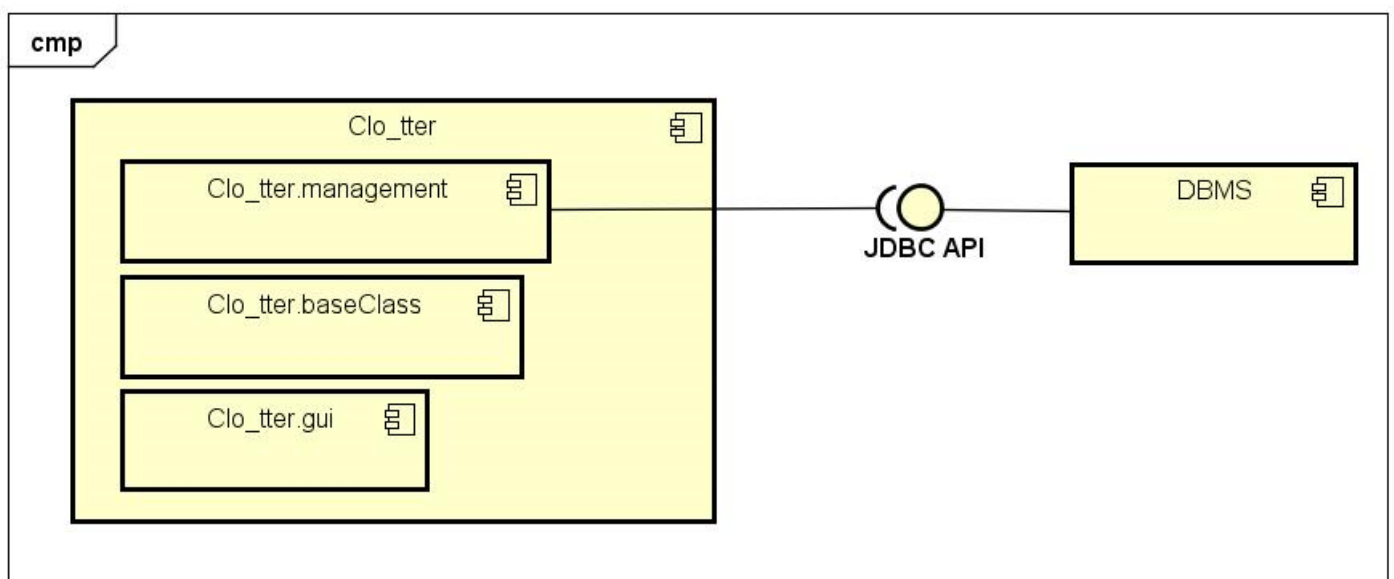 cmp
Clo_tter
Clo_tter.management
DBMS
JDBC API
Clo_tter.baseClass
Clo_tter.gui